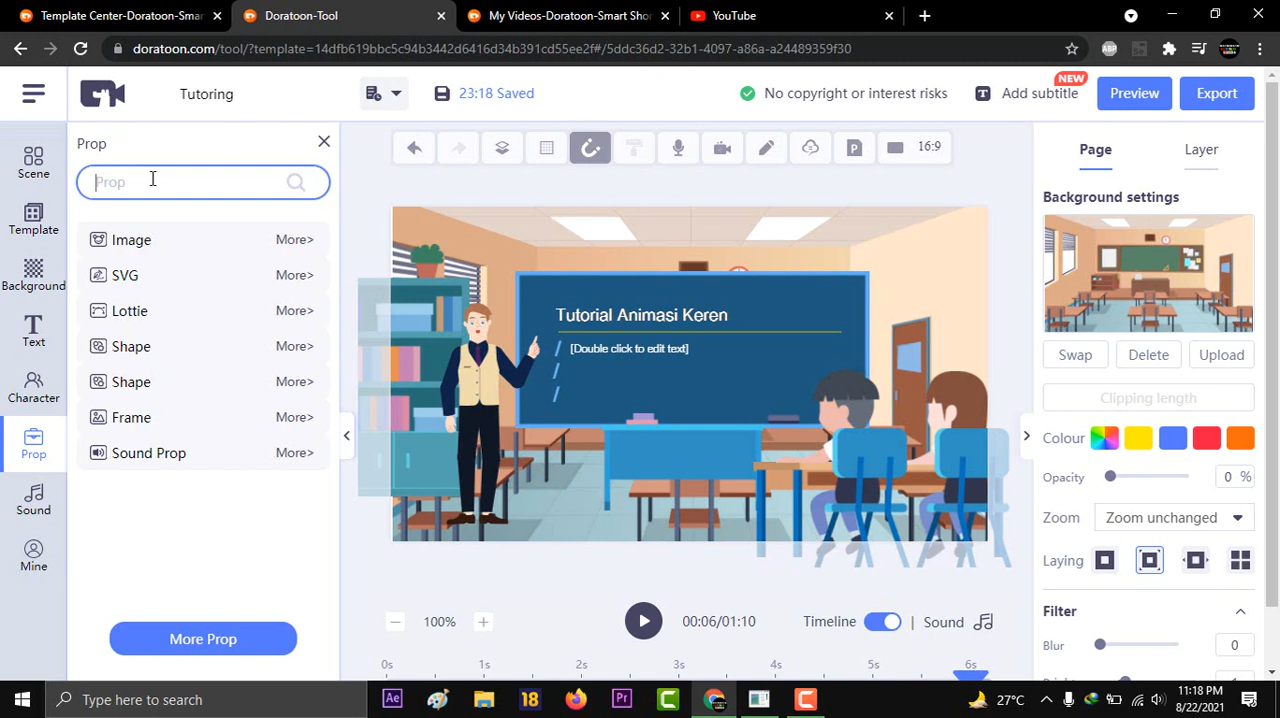 Template Center-Doratoon-Smar
Doratoon-Tool
My Videos-Doratoon-Smart Sho
YouTube
doratoon.com/tool/?template=14dfb619bbc5c94b3442d6416d34b391cd55ee2f#/5ddc36d2-32b1-4097-a86a-a24489359f30
ABP
Tutoring
23:18 Saved
No copyright or interest risks
T Add subtitle
NEW
Preview
Export
Scene
Template
Background
Text
Character
Prop
Sound
Mine
Prop
Prop
Image More>
SVG More>
Lottie More>
Shape More>
Shape More>
Frame More>
Sound Prop More>
More Prop
P
16:9
Tutorial Animasi Keren
[Double click to edit text]
100%
00:06/01:10
Timeline
Sound
0s 1s 2s 3s 4s 5s 6s
Page
Layer
Background settings
Swap
Delete
Upload
Clipping length
Colour
Opacity
0 %
Zoom
Zoom unchanged
Laying
Filter
Blur
0
Type here to search
Ae
18
Pr
27°C
11:18 PM
8/22/2021